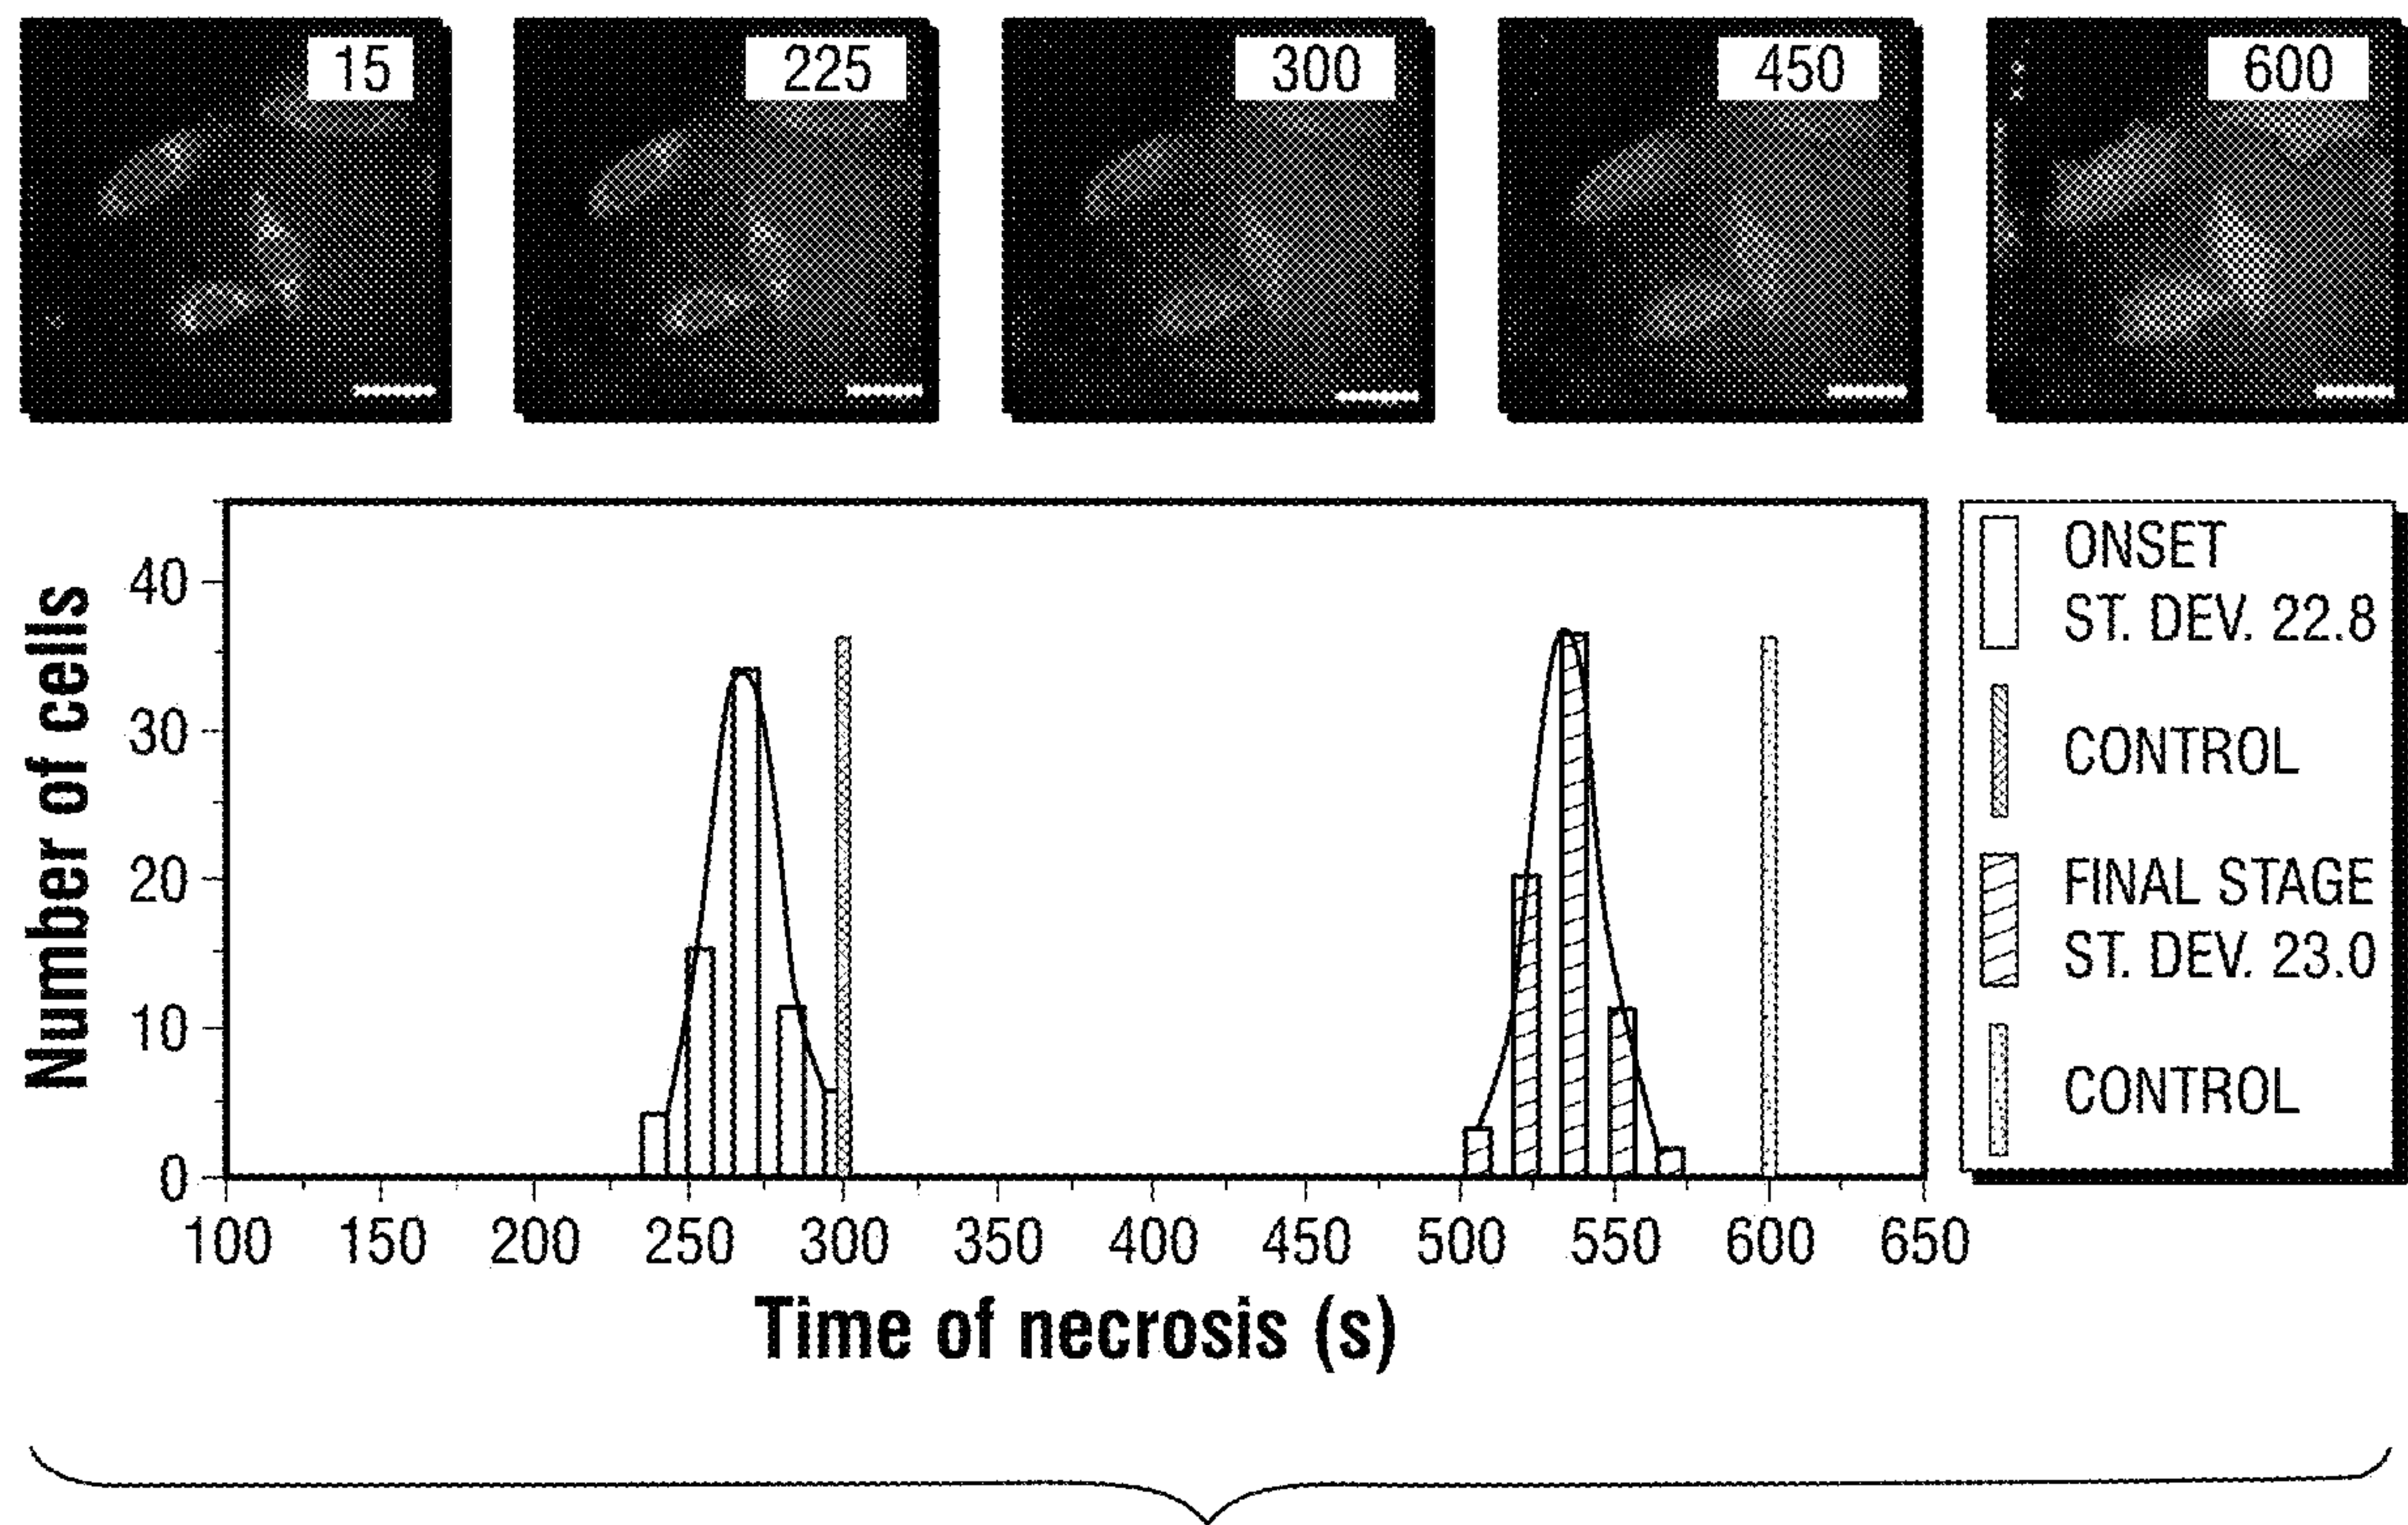 15
225
300
450
600
Number of cells
40
30
20
10
0
100 150 200 250 300 350 400 450 500 550 600 650
Time of necrosis (s)
ONSET
ST. DEV. 22.8
CONTROL
FINAL STAGE
ST. DEV. 23.0
CONTROL